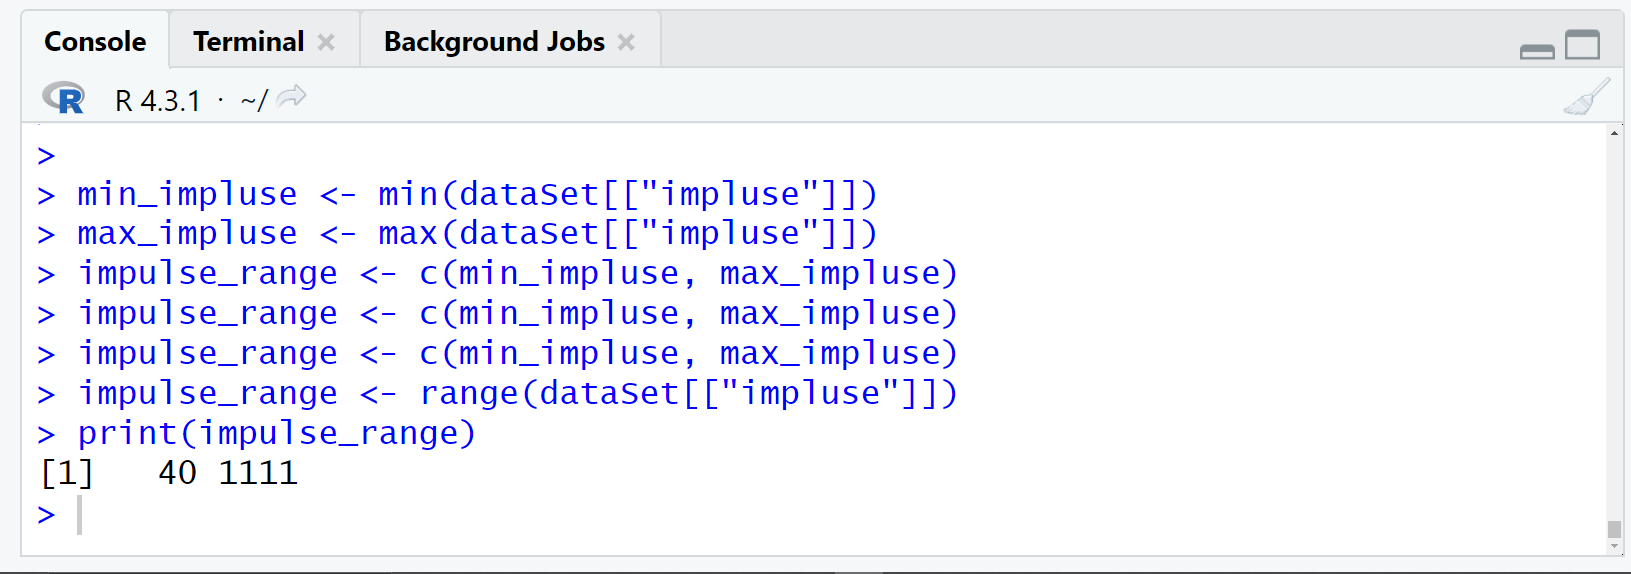 Console Terminal Background Jobs
R R 4.3.1 · ~/
>
> min_impluse <- min(dataSet[["impluse"]])
> max_impluse <- max(dataSet[["impluse"]])
> impulse_range <- c(min_impluse, max_impluse)
> impulse_range <- c(min_impluse, max_impluse)
> impulse_range <- c(min_impluse, max_impluse)
> impulse_range <- range(dataSet[["impluse"]])
> print(impulse_range)
[1]   40 1111
>